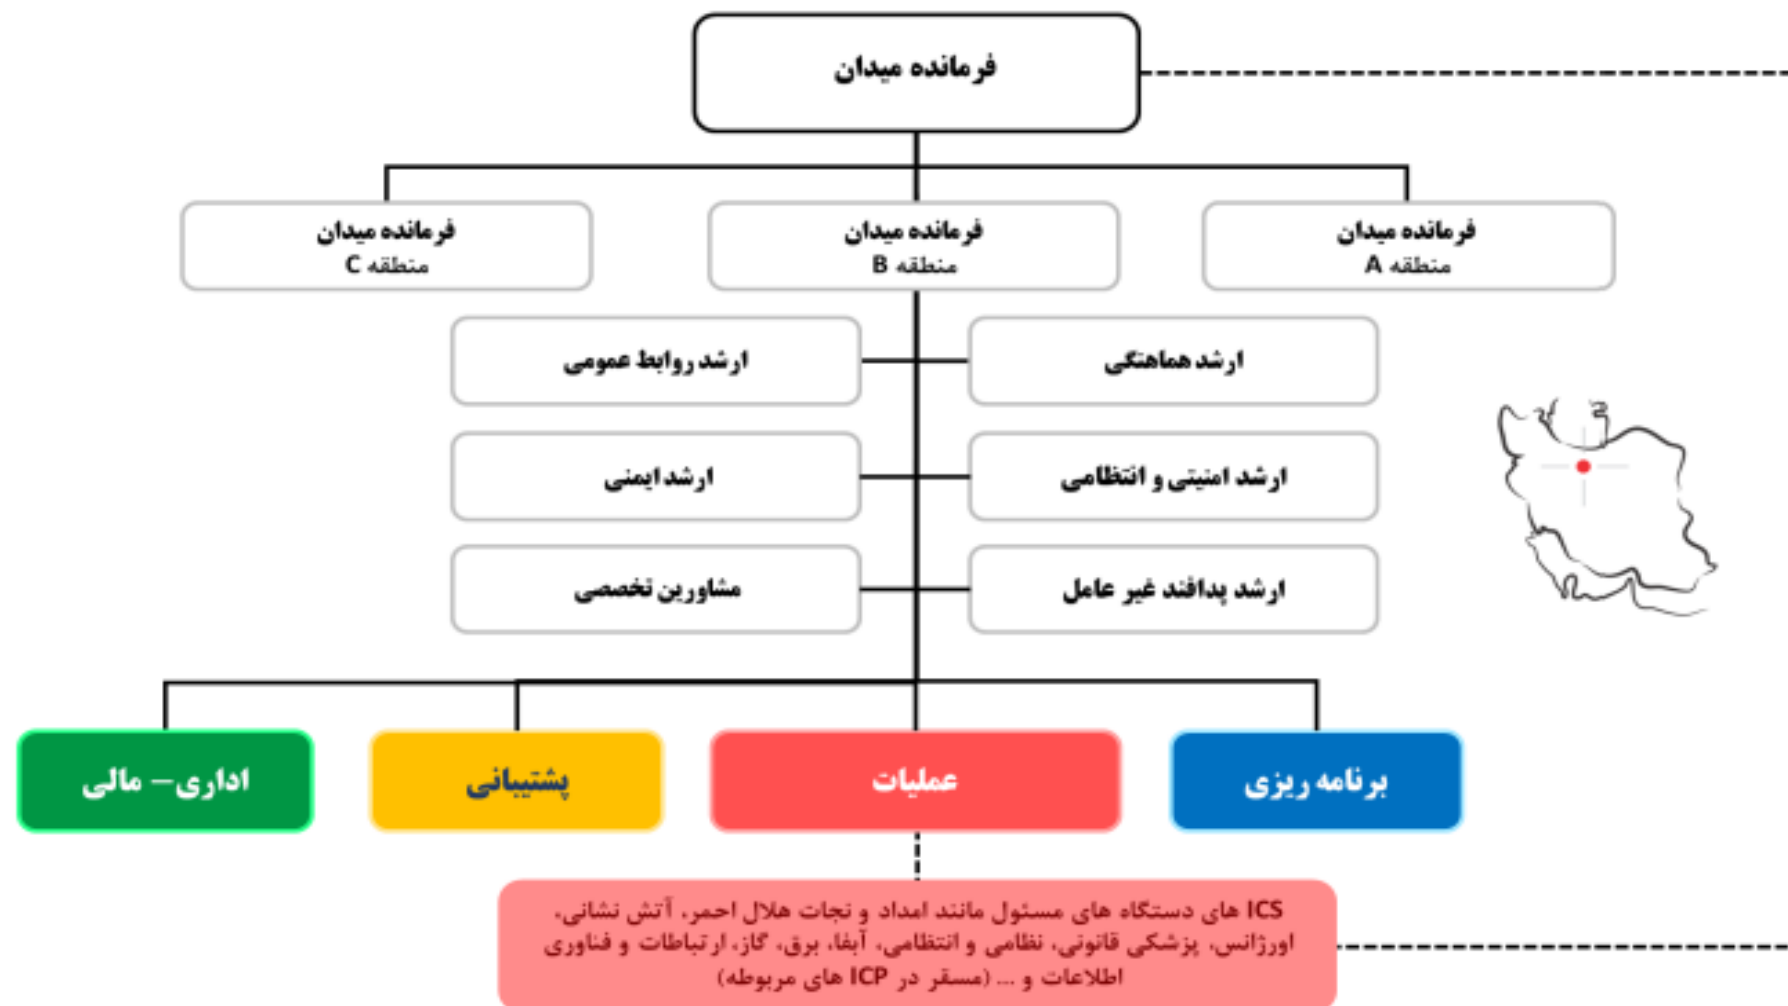 فرمانده میدان
فرمانده میدان
منطقه A
فرمانده میدان
منطقه B
فرمانده میدان
منطقه C
ارشد هماهنگی
ارشد روابط عمومی
ارشد امنیتی و انتظامی
ارشد ایمنی
ارشد پدافند غیر عامل
مشاورین تخصصی
برنامه ریزی
عملیات
پشتیبانی
اداری– مالی
ICS های دستگاه های مسئول مانند امداد و نجات هلال احمر، آتش نشانی،
اورژانس، پزشکی قانونی، نظامی و انتظامی، آبفا، برق، گاز، ارتباطات و فناوری
اطلاعات و ... (مسقر در ICP های مربوطه)